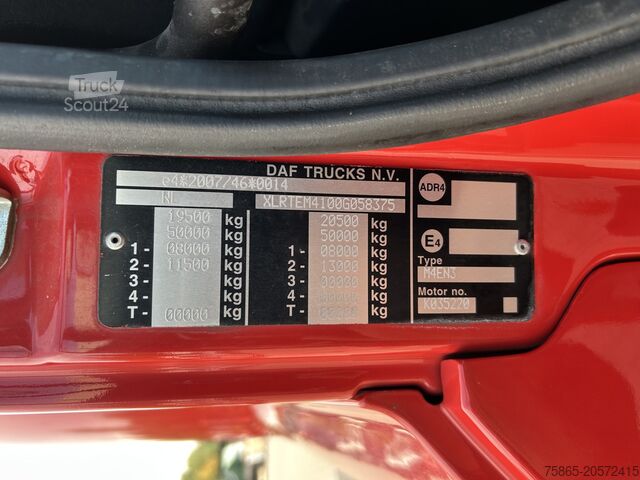 Truck
Scout24
DAF TRUCKS N.V.
e4*2007/46*0014
NL XLRTEM4100G058375
19500 kg 20500 kg
50000 kg 50000 kg
1- 08000 kg 1- 08000 kg
2- 11500 kg 2- 13000 kg
3- kg 3- kg
4- kg 4- kg
T- 00000 kg T- kg
ADR4
E4
Type
M4EN3
Motor no.
K035220
75865-20572415